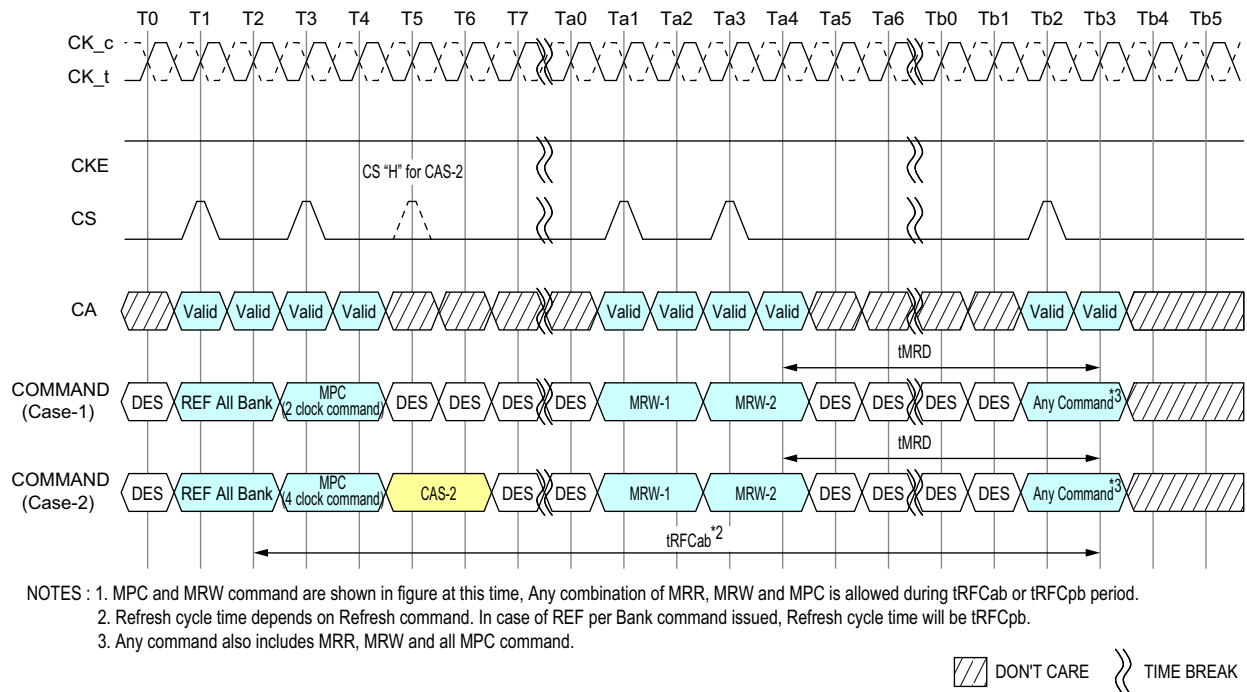 T0 T1 T2 T3 T4 T5 T6 T7 Ta0 Ta1 Ta2 Ta3 Ta4 Ta5 Ta6 Tb0 Tb1 Tb2 Tb3 Tb4 Tb5
CK_c
CK_t
CKE
CS "H" for CAS-2
CS
CA Valid Valid Valid Valid Valid Valid Valid Valid Valid Valid
tMRD
COMMAND
(Case-1)
DES REF All Bank MPC
(2 clock command)
DES DES DES DES MRW-1 MRW-2 DES DES DES DES Any Command*3
tMRD
COMMAND
(Case-2)
DES REF All Bank MPC
(4 clock command)
CAS-2 DES DES MRW-1 MRW-2 DES DES DES DES Any Command*3
tRFCab*2
NOTES : 1. MPC and MRW command are shown in figure at this time, Any combination of MRR, MRW and MPC is allowed during tRFCab or tRFCpb period.
2. Refresh cycle time depends on Refresh command. In case of REF per Bank command issued, Refresh cycle time will be tRFCpb.
3. Any command also includes MRR, MRW and all MPC command.
DON'T CARE TIME BREAK